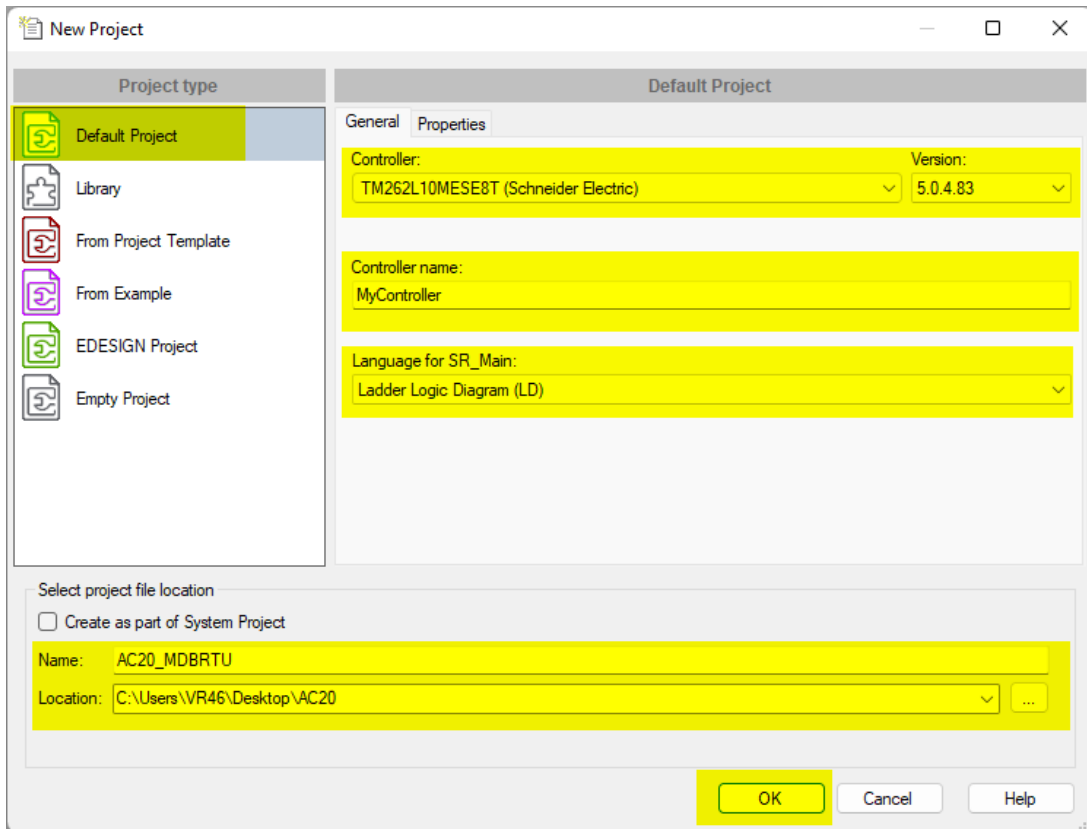 New Project
Project type
Default Project
Library
From Project Template
From Example
EDESIGN Project
Empty Project
Default Project
General Properties
Controller: Version:
TM262L10MESE8T (Schneider Electric) 5.0.4.83
Controller name:
MyController
Language for SR_Main:
Ladder Logic Diagram (LD)
Select project file location
Create as part of System Project
Name: AC20_MDBRTU
Location: C:\Users\VR46\Desktop\AC20 ...
OK Cancel Help